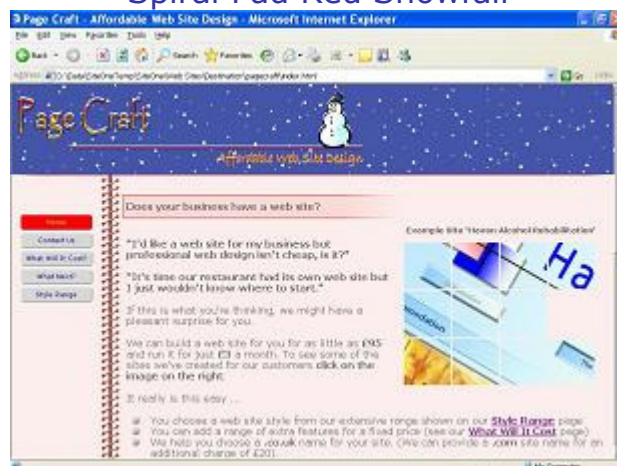 Spiral Pad Red Snowfall
Page Craft - Affordable Web Site Design - Microsoft Internet Explorer
File Edit View Favorites Tools Help
Back Search Favorites
Go
Page Craft
Affordable Web Site Design
Does your business have a web site?
Home
Contact Us
What Will It Cost?
What Next?
Style Range
Example Site 'Haven Alcohol Rehabilitation'
"I'd like a web site for my business but
professional web design isn't cheap, is it?"
"It's time our restaurant had its own web site but
I just wouldn't know where to start."
If this is what you're thinking, we might have a
pleasant surprise for you.
We can build a web site for you for as little as £95
and run it for just £3 a month. To see some of the
sites we've created for our customers click on the
image on the right.
It really is this easy ...
You choose a web site style from our extensive range shown on our Style Range page
You can add a range of extra features for a fixed price (see our What Will It Cost page)
We help you choose a .co.uk name for your site. (We can provide a .com site name for an
additional charge of £20).
Ha
My Computer